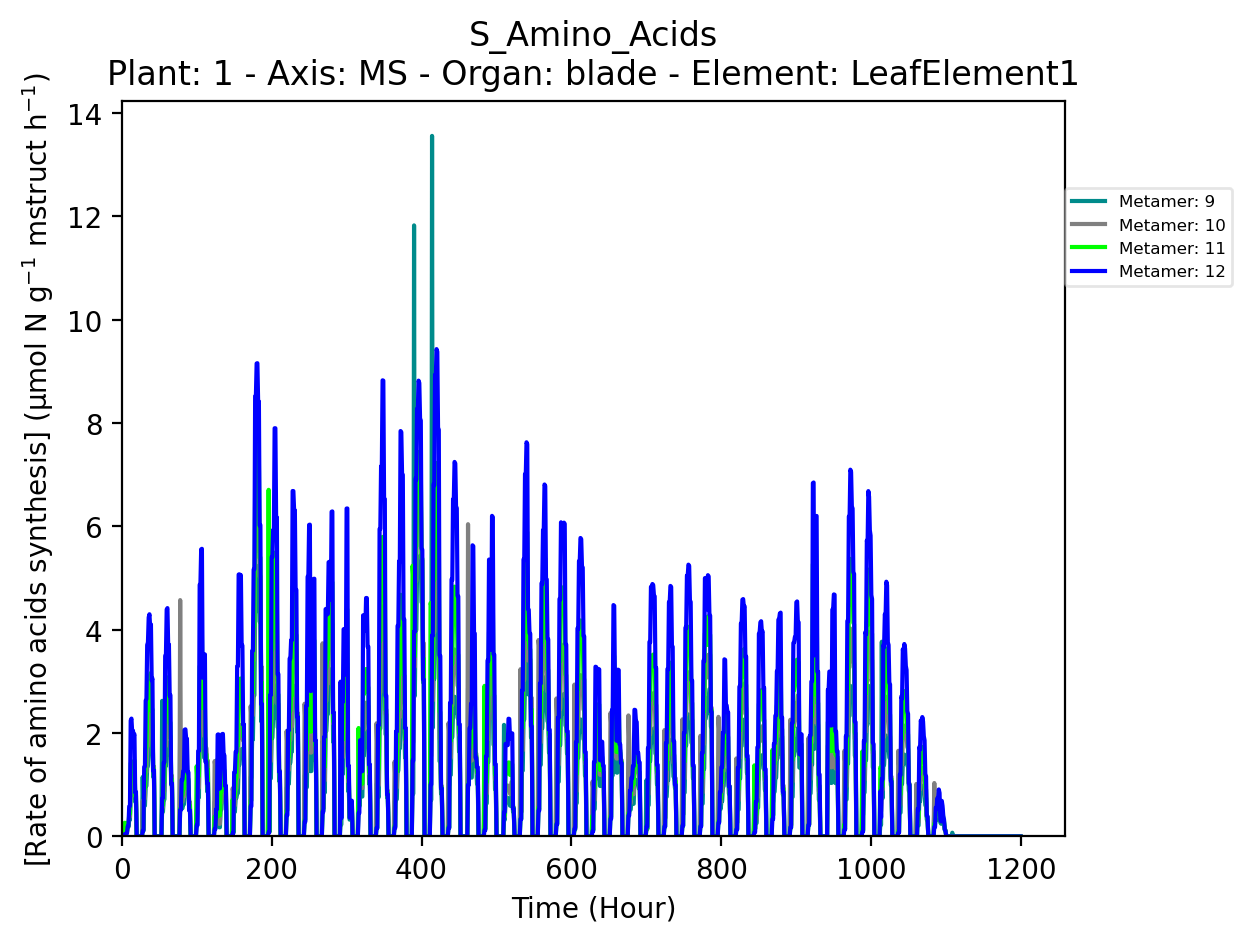 S_Amino_Acids
Plant: 1 - Axis: MS - Organ: blade - Element: LeafElement1
[Rate of amino acids synthesis] (µmol N g⁻¹ mstruct h⁻¹)
14
12
10
8
6
4
2
0
Metamer: 9
Metamer: 10
Metamer: 11
Metamer: 12
0 200 400 600 800 1000 1200
Time (Hour)